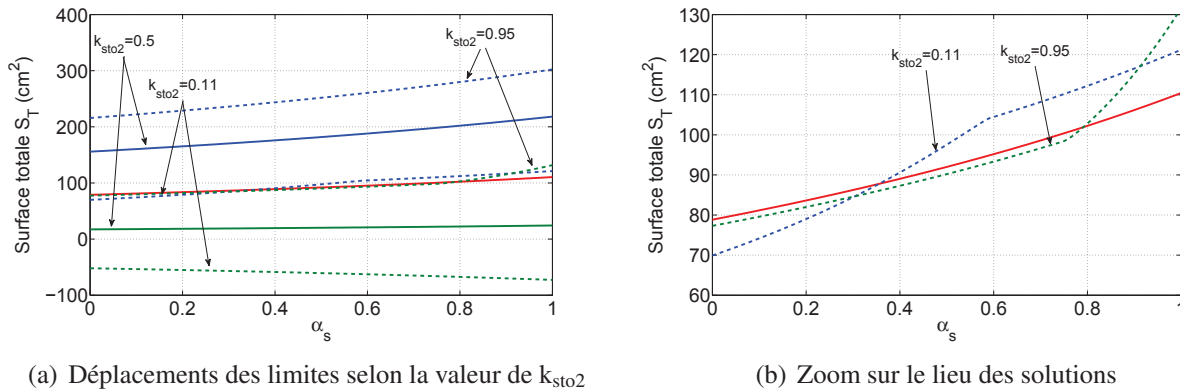 400
300
200
100
0
−100
Surface totale S_T (cm²)
k_sto2=0.5
k_sto2=0.11
k_sto2=0.95
0 0.2 0.4 0.6 0.8 1
α_s
(a) Déplacements des limites selon la valeur de k_sto2
130
120
110
100
90
80
70
60
Surface totale S_T (cm²)
k_sto2=0.11
k_sto2=0.95
0 0.2 0.4 0.6 0.8 1
α_s
(b) Zoom sur le lieu des solutions